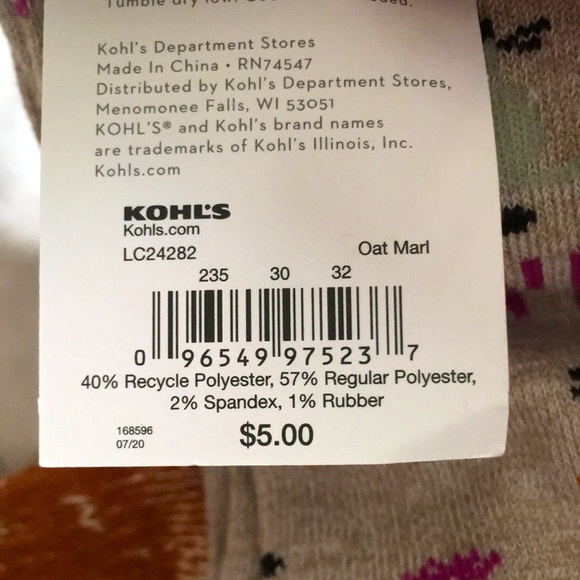 Tumble dry low.
Kohl's Department Stores
Made In China • RN74547
Distributed by Kohl's Department Stores,
Menomonee Falls, WI 53051
KOHL'S® and Kohl's brand names
are trademarks of Kohl's Illinois, Inc.
Kohls.com
KOHL'S
Kohls.com
LC24282 Oat Marl
235 30 32
0 96549 97523 7
40% Recycle Polyester, 57% Regular Polyester,
2% Spandex, 1% Rubber
168596
07/20
$5.00